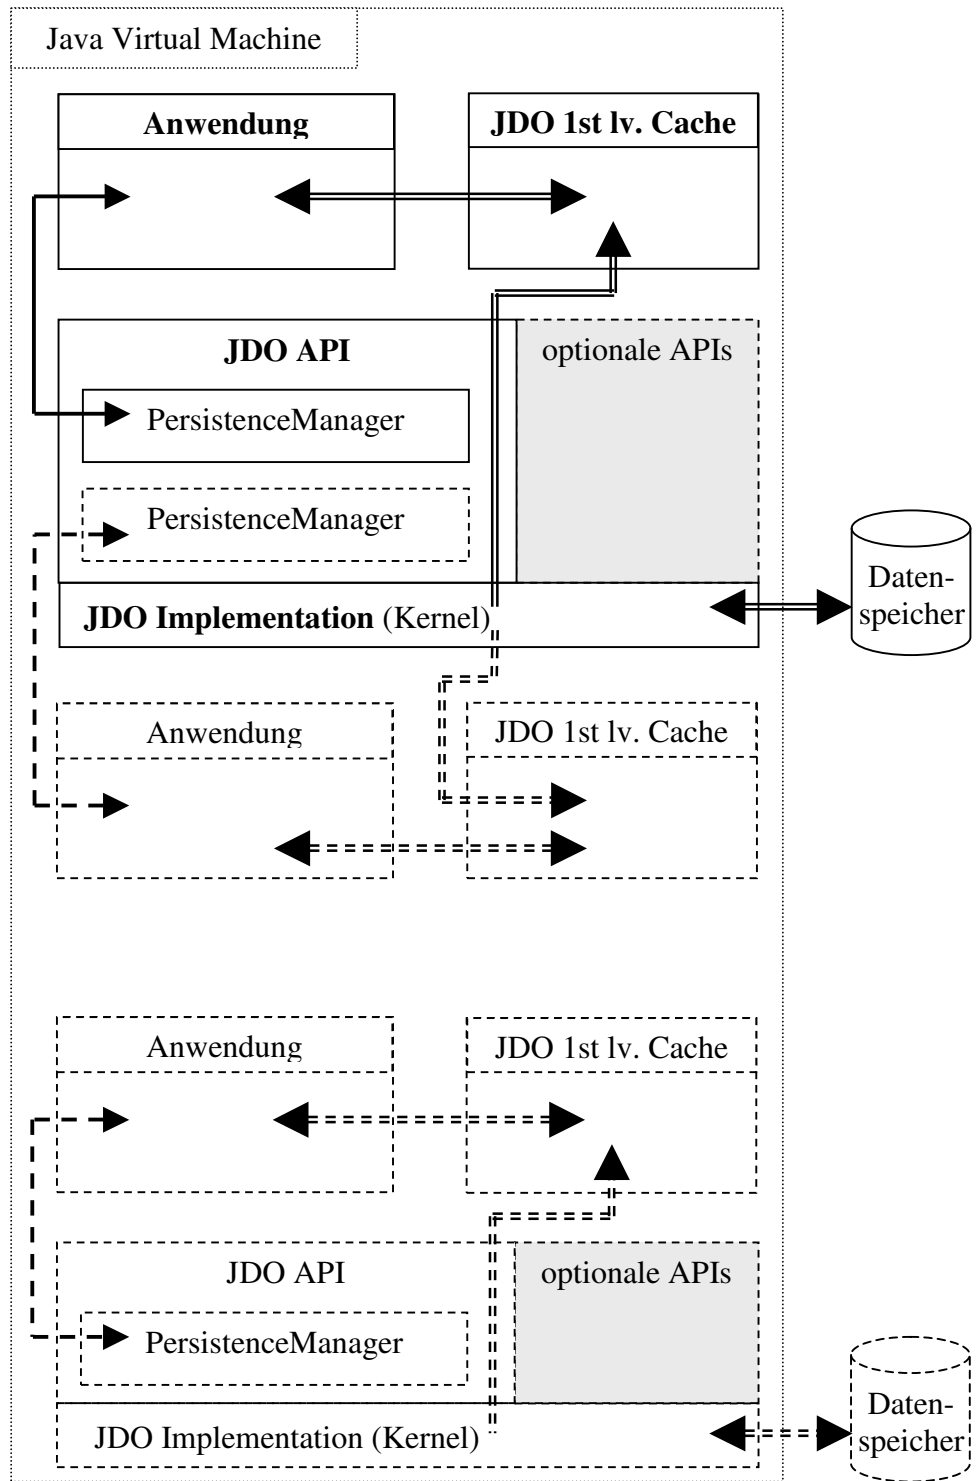 Java Virtual Machine
Anwendung
JDO 1st lv. Cache
JDO API
optionale APIs
PersistenceManager
PersistenceManager
JDO Implementation (Kernel)
Daten-
speicher
Anwendung
JDO 1st lv. Cache
Anwendung
JDO 1st lv. Cache
JDO API
optionale APIs
PersistenceManager
JDO Implementation (Kernel)
Daten-
speicher